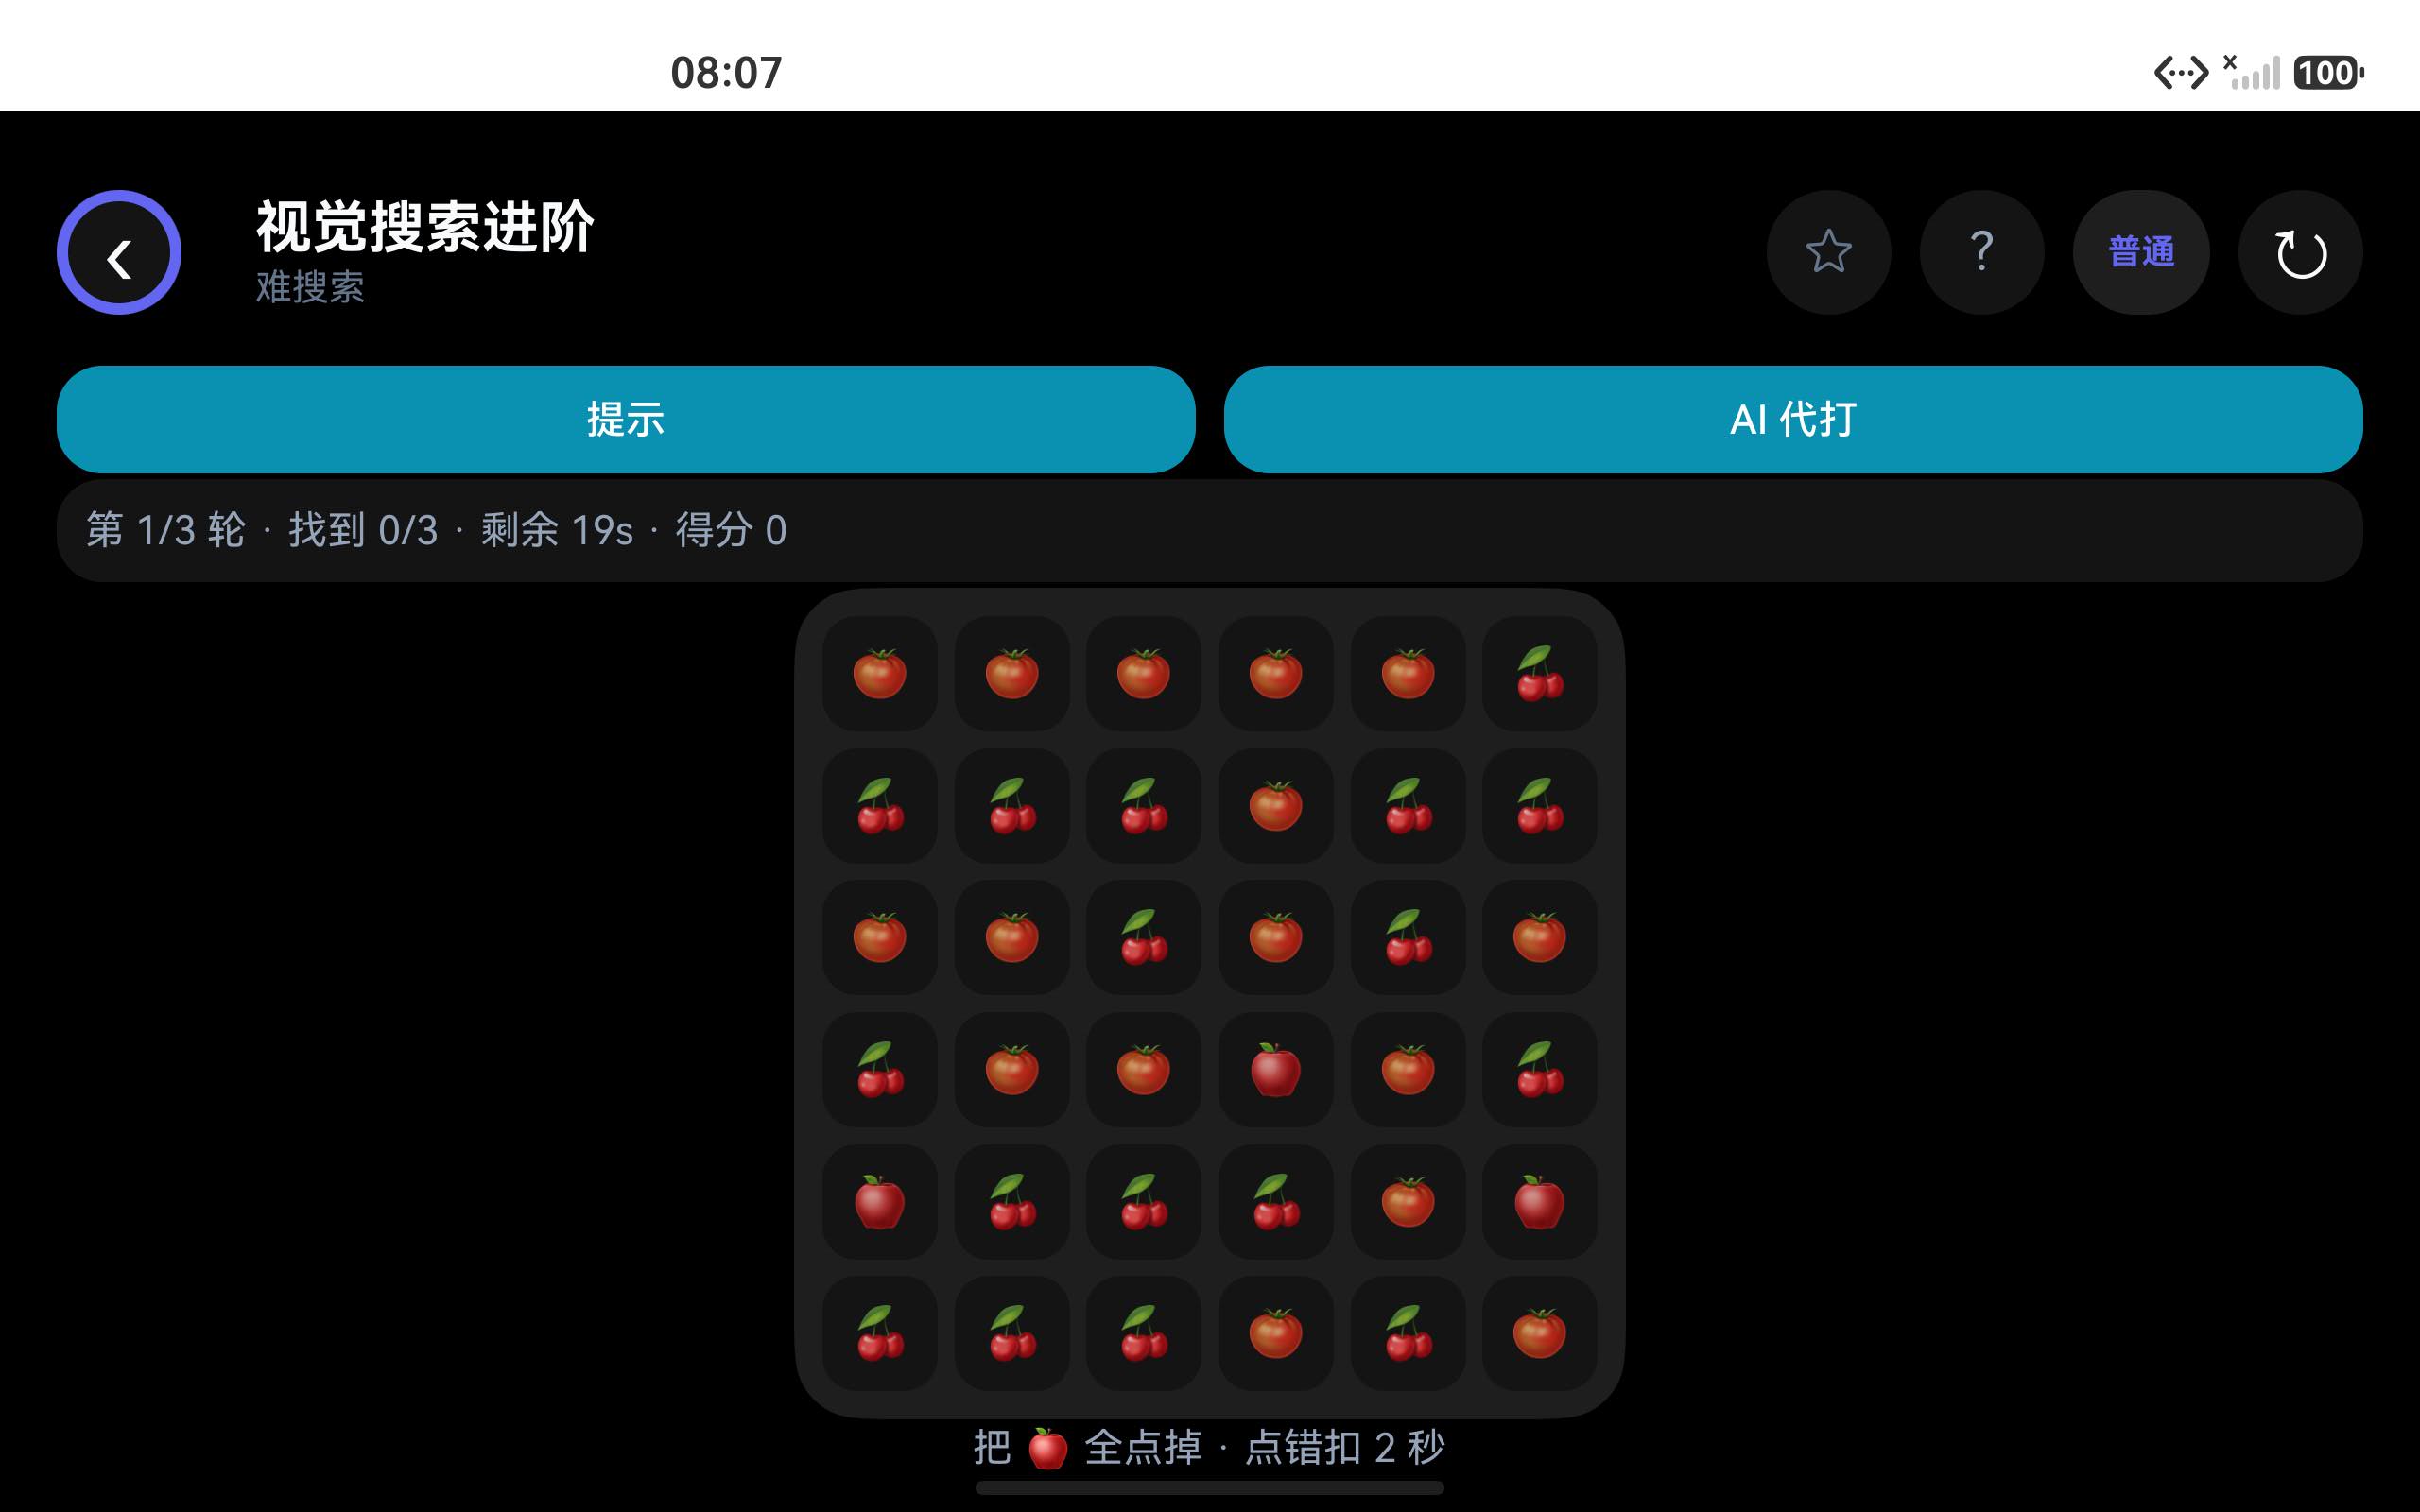 08:07
100
视觉搜索进阶
难搜索
?
普通
提示
AI 代打
第 1/3 轮 · 找到 0/3 · 剩余 19s · 得分 0
把 🍎 全点掉 · 点错扣 2 秒